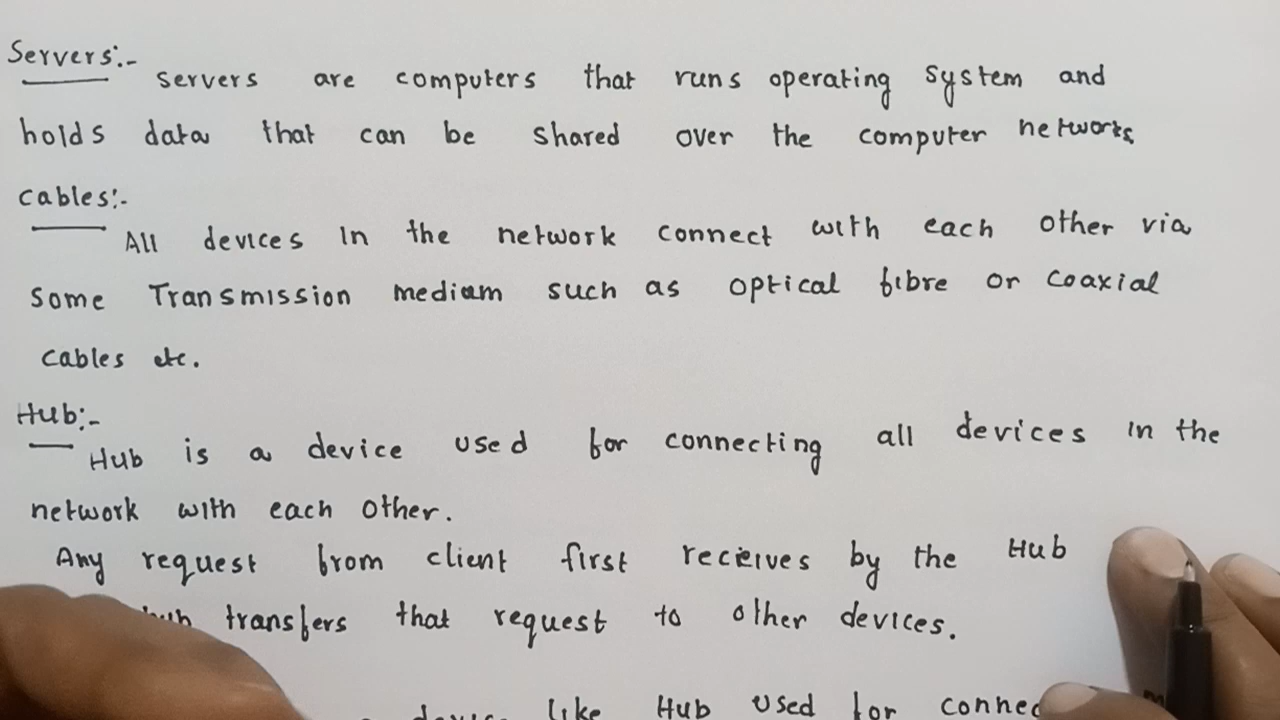 Servers:-
servers are computers that runs operating system and
holds data that can be shared over the computer networks
cables:-
All devices in the network connect with each other via
some Transmission medium such as optical fibre or coaxial
cables etc.
Hub:-
Hub is a device used for connecting all devices in the
network with each other.
Any request from client first receives by the Hub
hub transfers that request to other devices.
device like Hub used for